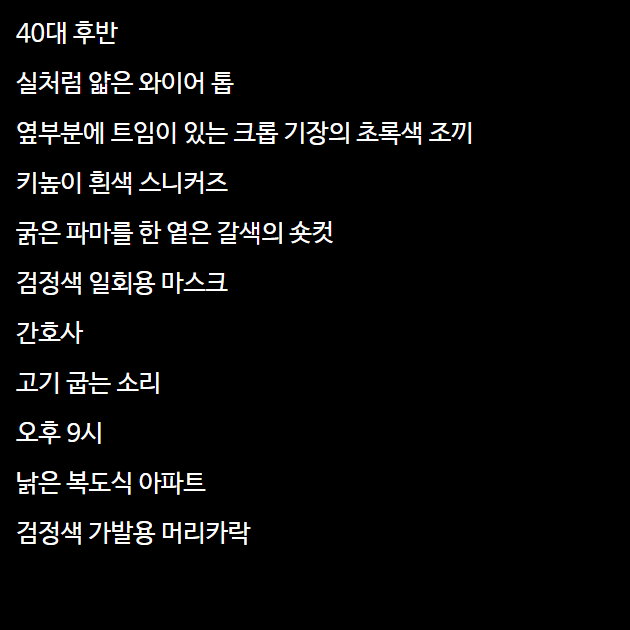 40대 후반
실처럼 얇은 와이어 톱
옆부분에 트임이 있는 크롭 기장의 초록색 조끼
키높이 흰색 스니커즈
굵은 파마를 한 옅은 갈색의 숏컷
검정색 일회용 마스크
간호사
고기 굽는 소리
오후 9시
낡은 복도식 아파트
검정색 가발용 머리카락